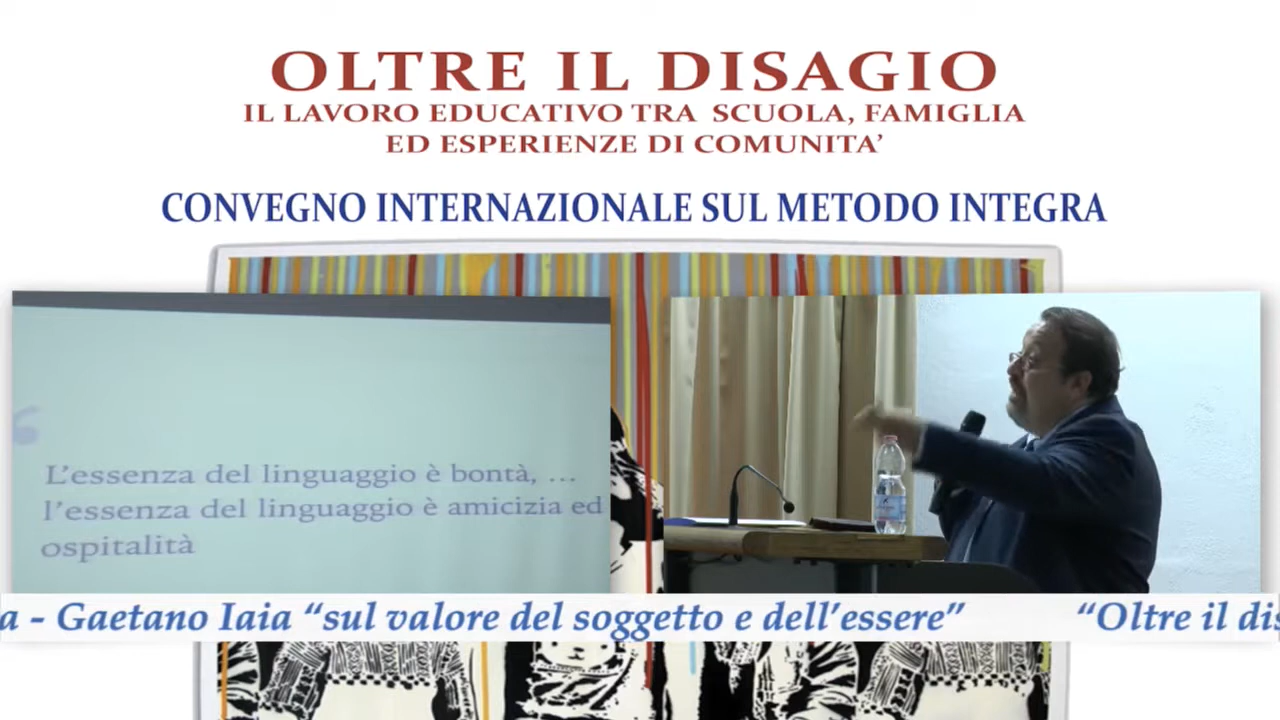 OLTRE IL DISAGIO
IL LAVORO EDUCATIVO TRA SCUOLA, FAMIGLIA
ED ESPERIENZE DI COMUNITA’
CONVEGNO INTERNAZIONALE SUL METODO INTEGRA
L’essenza del linguaggio è bontà, ...
l’essenza del linguaggio è amicizia ed
ospitalità
a - Gaetano Iaia “sul valore del soggetto e dell’essere” “Oltre il dis